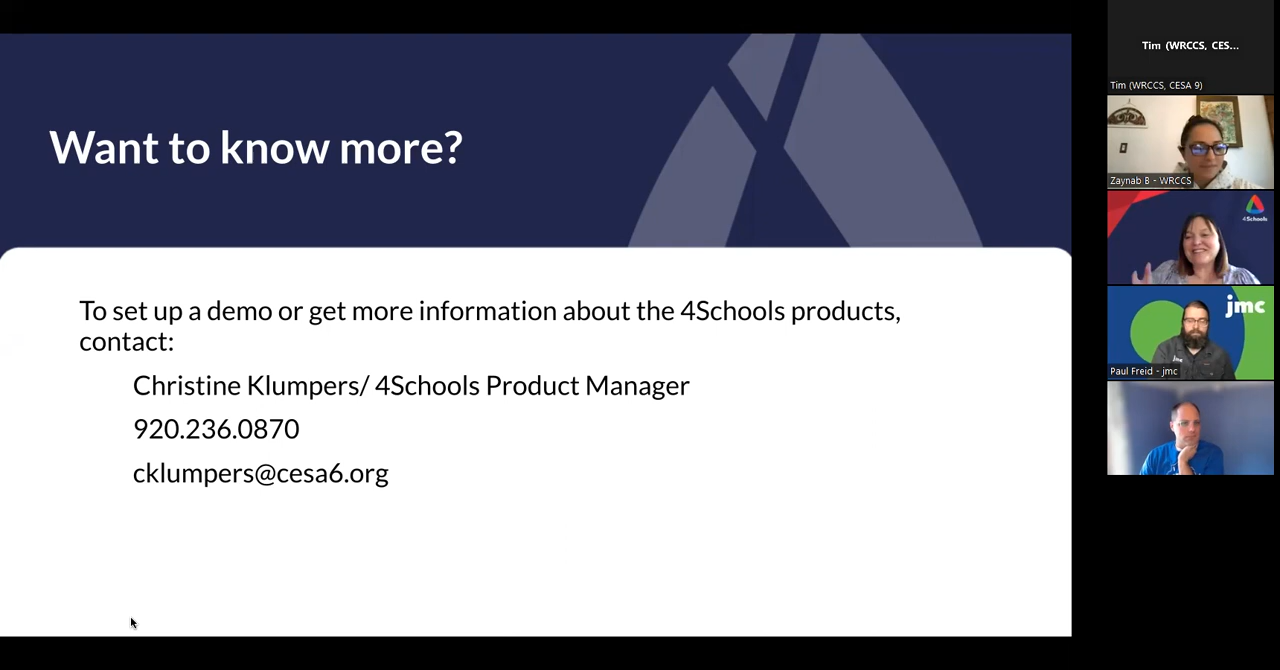 Want to know more?
To set up a demo or get more information about the 4Schools products,
contact:
Christine Klumpers/ 4Schools Product Manager
920.236.0870
cklumpers@cesa6.org
Tim (WRCCS, CES...
Tim (WRCCS, CESA 9)
Zaynab B - WRCCS
4Schools
jmc
jmc
Paul Freid - jmc